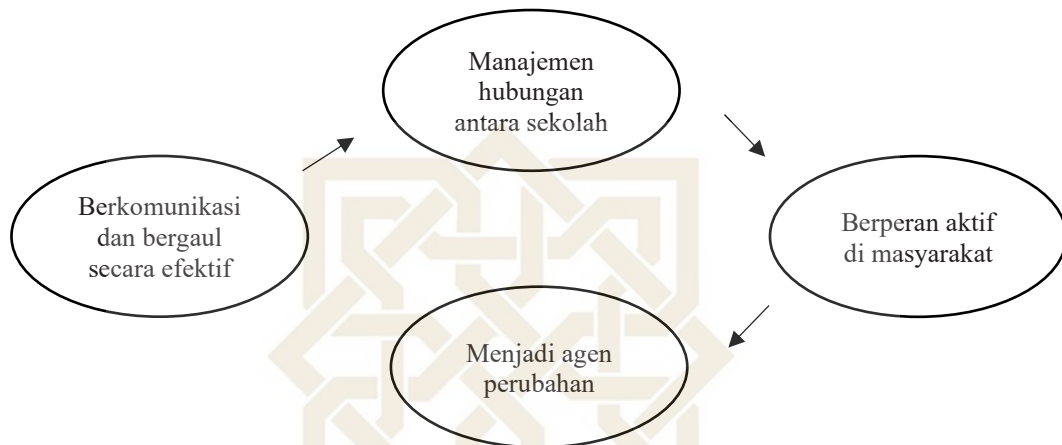 Manajemen
hubungan
antara sekolah
Berkomunikasi
dan bergaul
secara efektif
Berperan aktif
di masyarakat
Menjadi agen
perubahan